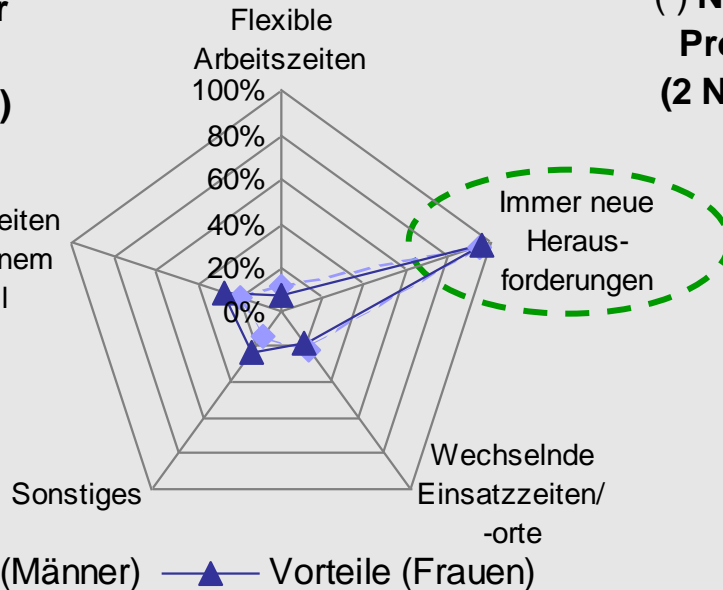 Flexible
Arbeitszeiten
100%
80%
60%
40%
20%
0%
Immer neue
Heraus-
forderungen
Wechselnde
Einsatzzeiten/
-orte
Sonstiges
(Männer)
Vorteile (Frauen)
(2